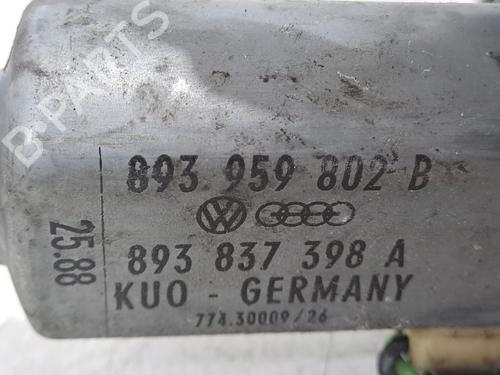 B-PARTS
893 959 802 B
893 837 398 A
KUO - GERMANY
774.30009/26
25.88